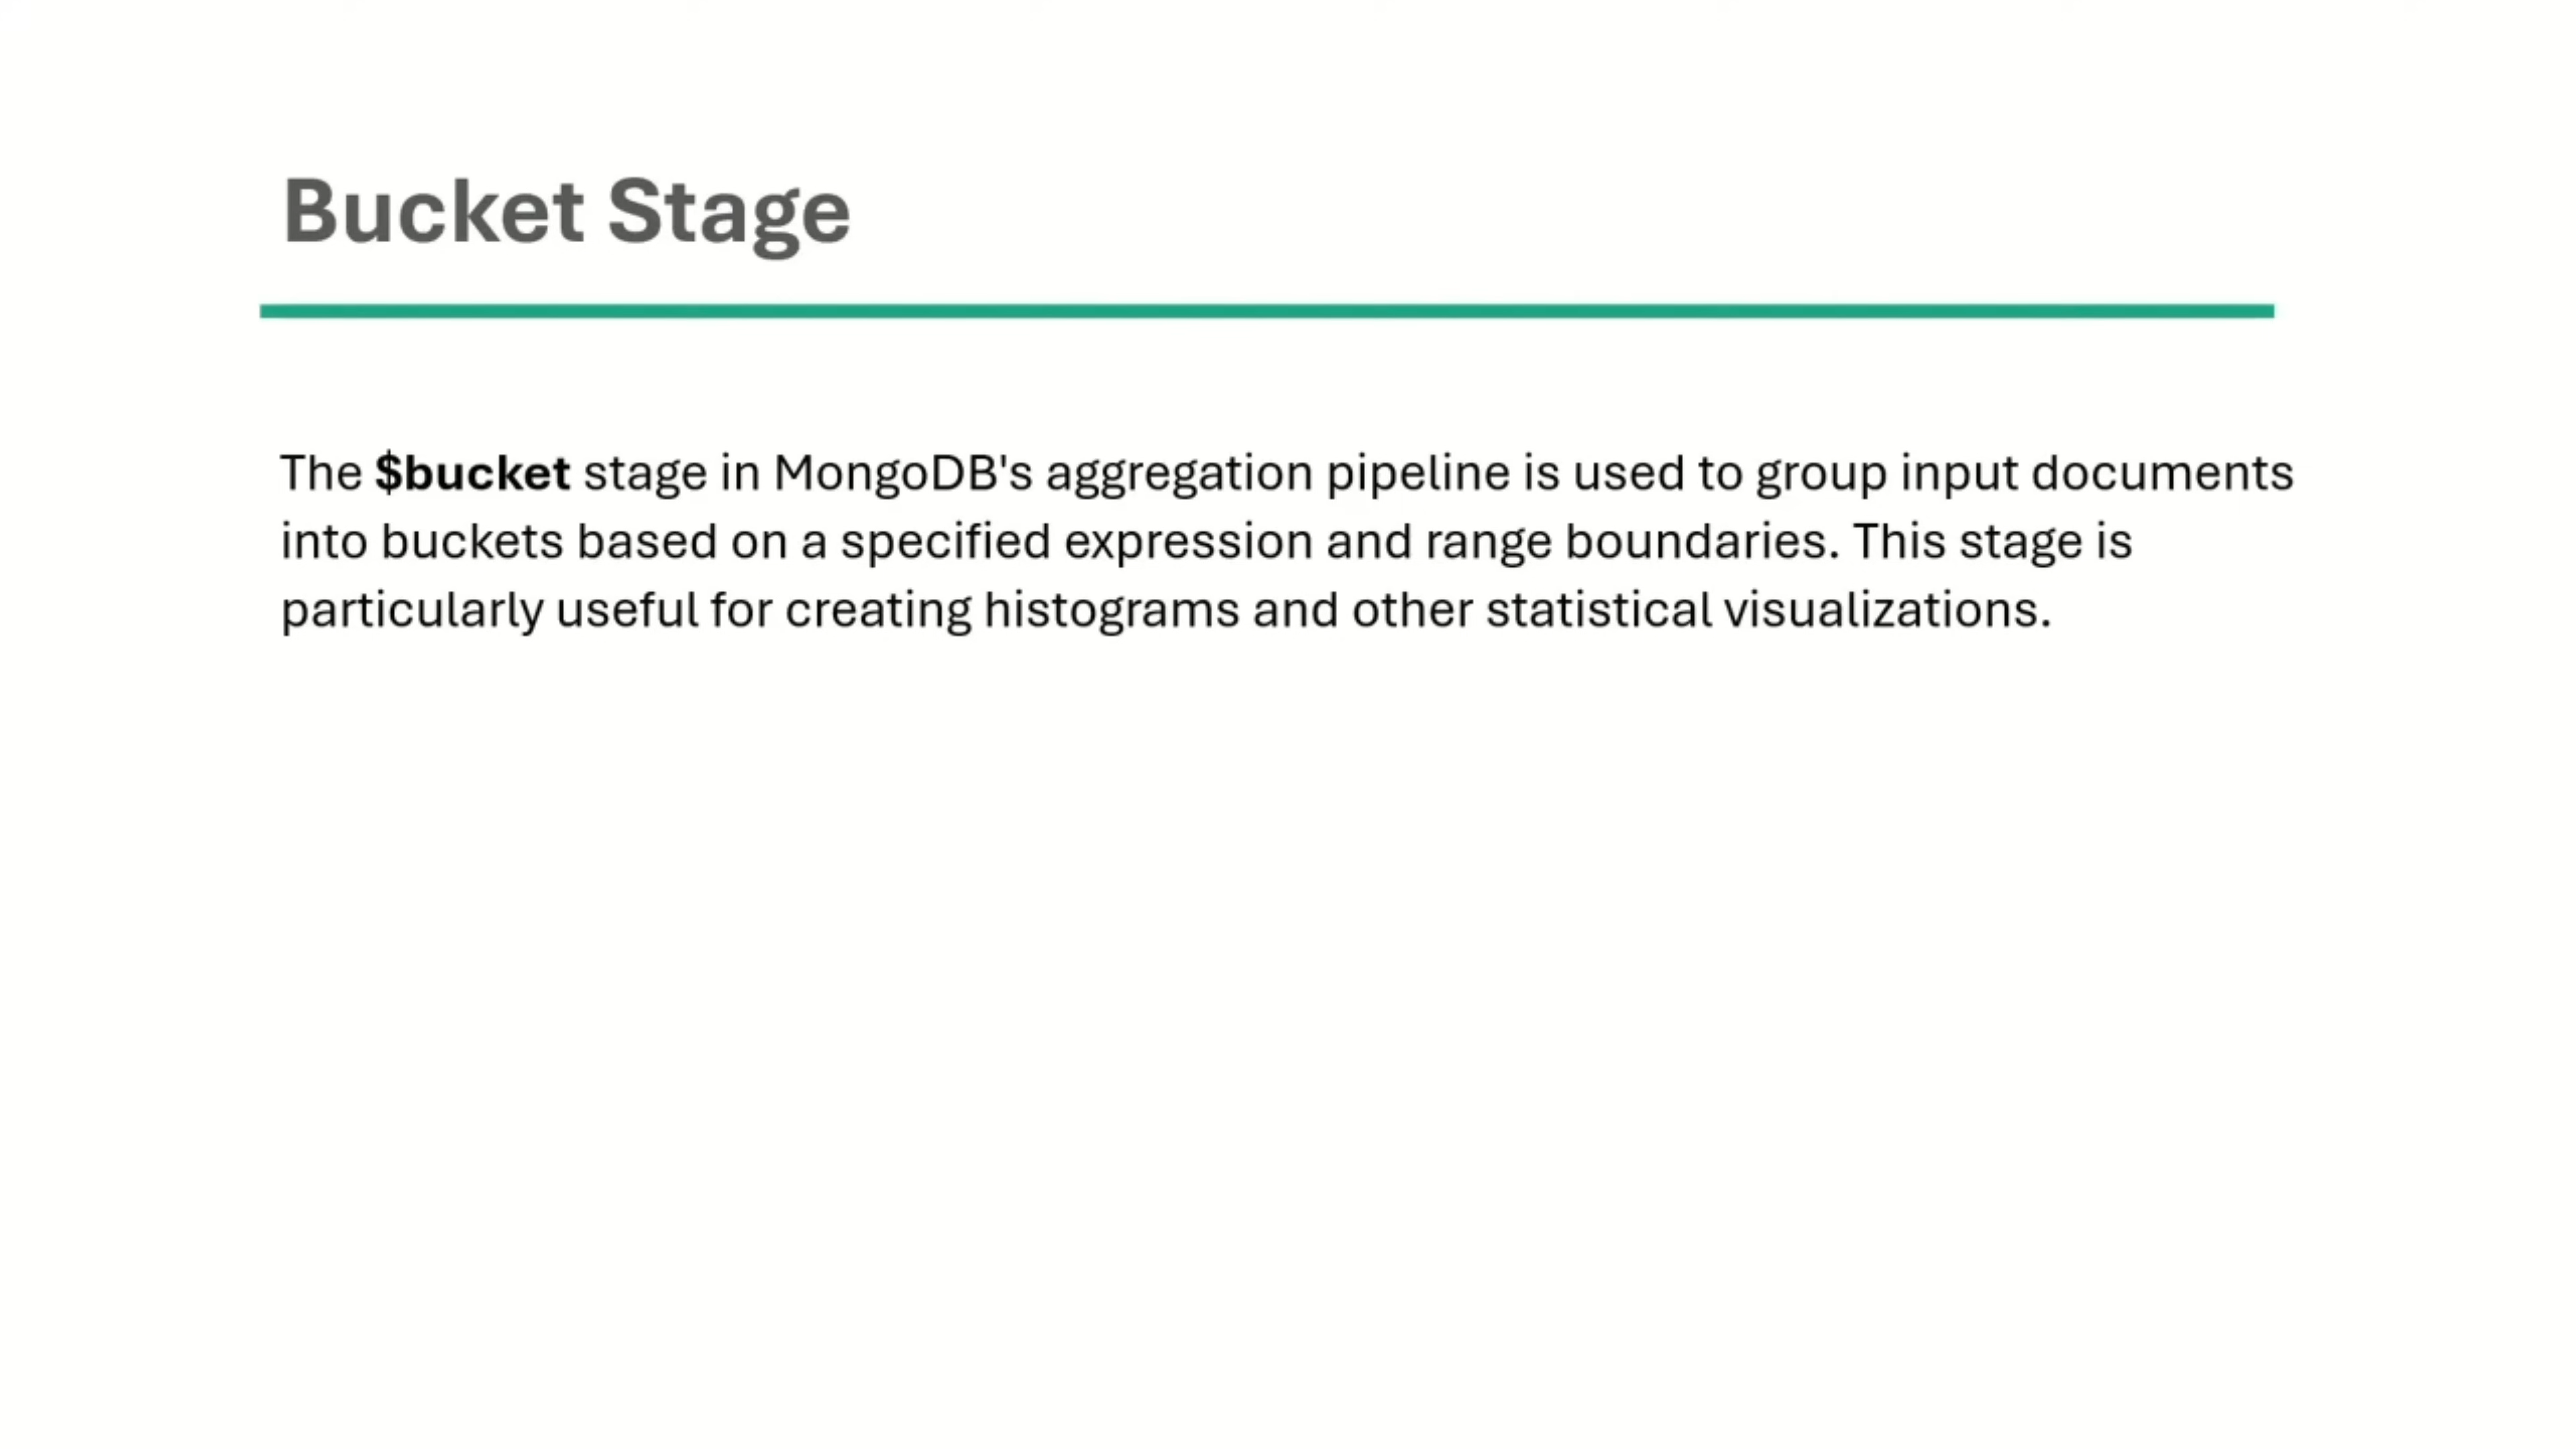 Bucket Stage
The $bucket stage in MongoDB's aggregation pipeline is used to group input documents
into buckets based on a specified expression and range boundaries. This stage is
particularly useful for creating histograms and other statistical visualizations.